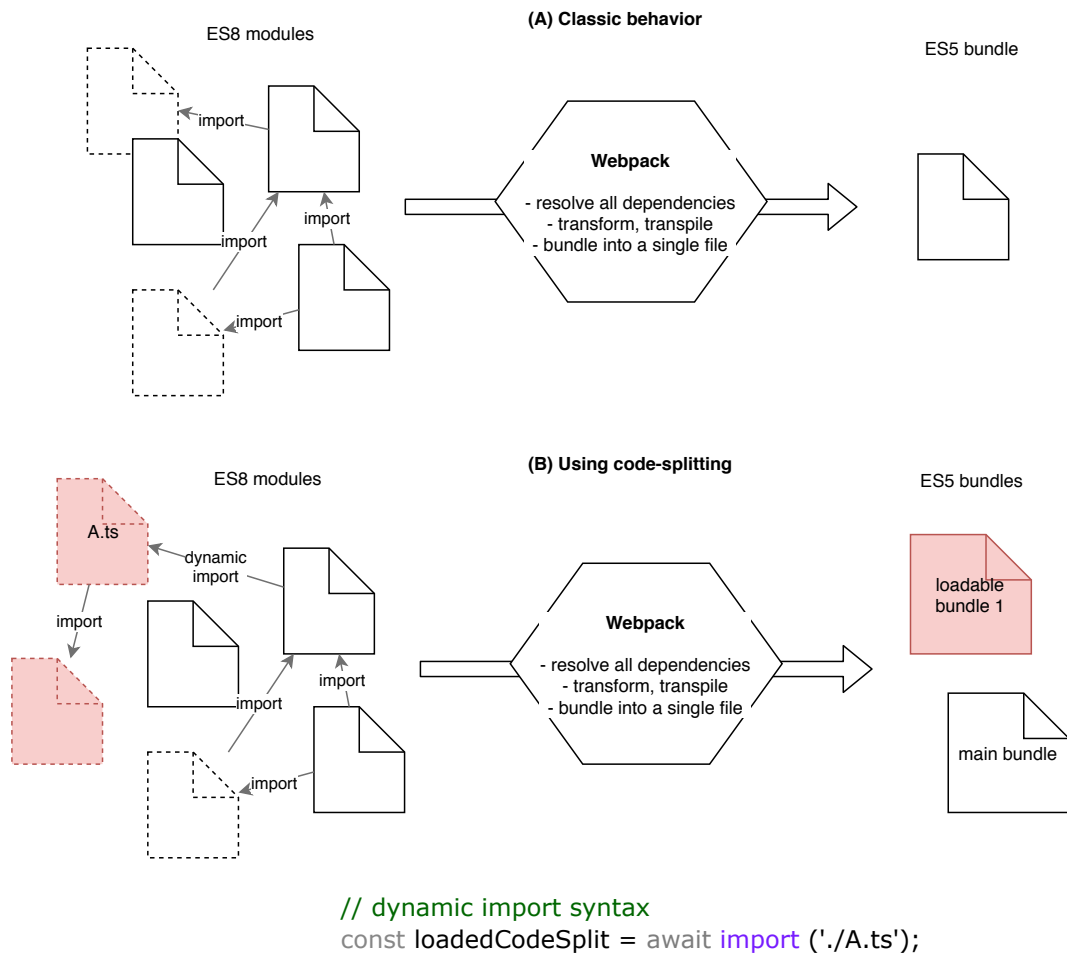 (A) Classic behavior
ES8 modules
ES5 bundle
import
import
import
import
Webpack
- resolve all dependencies
- transform, transpile
- bundle into a single file
(B) Using code-splitting
ES8 modules
ES5 bundles
A.ts
dynamic
import
import
import
import
import
Webpack
- resolve all dependencies
- transform, transpile
- bundle into a single file
loadable
bundle 1
main bundle
// dynamic import syntax
const loadedCodeSplit = await import ('./A.ts');